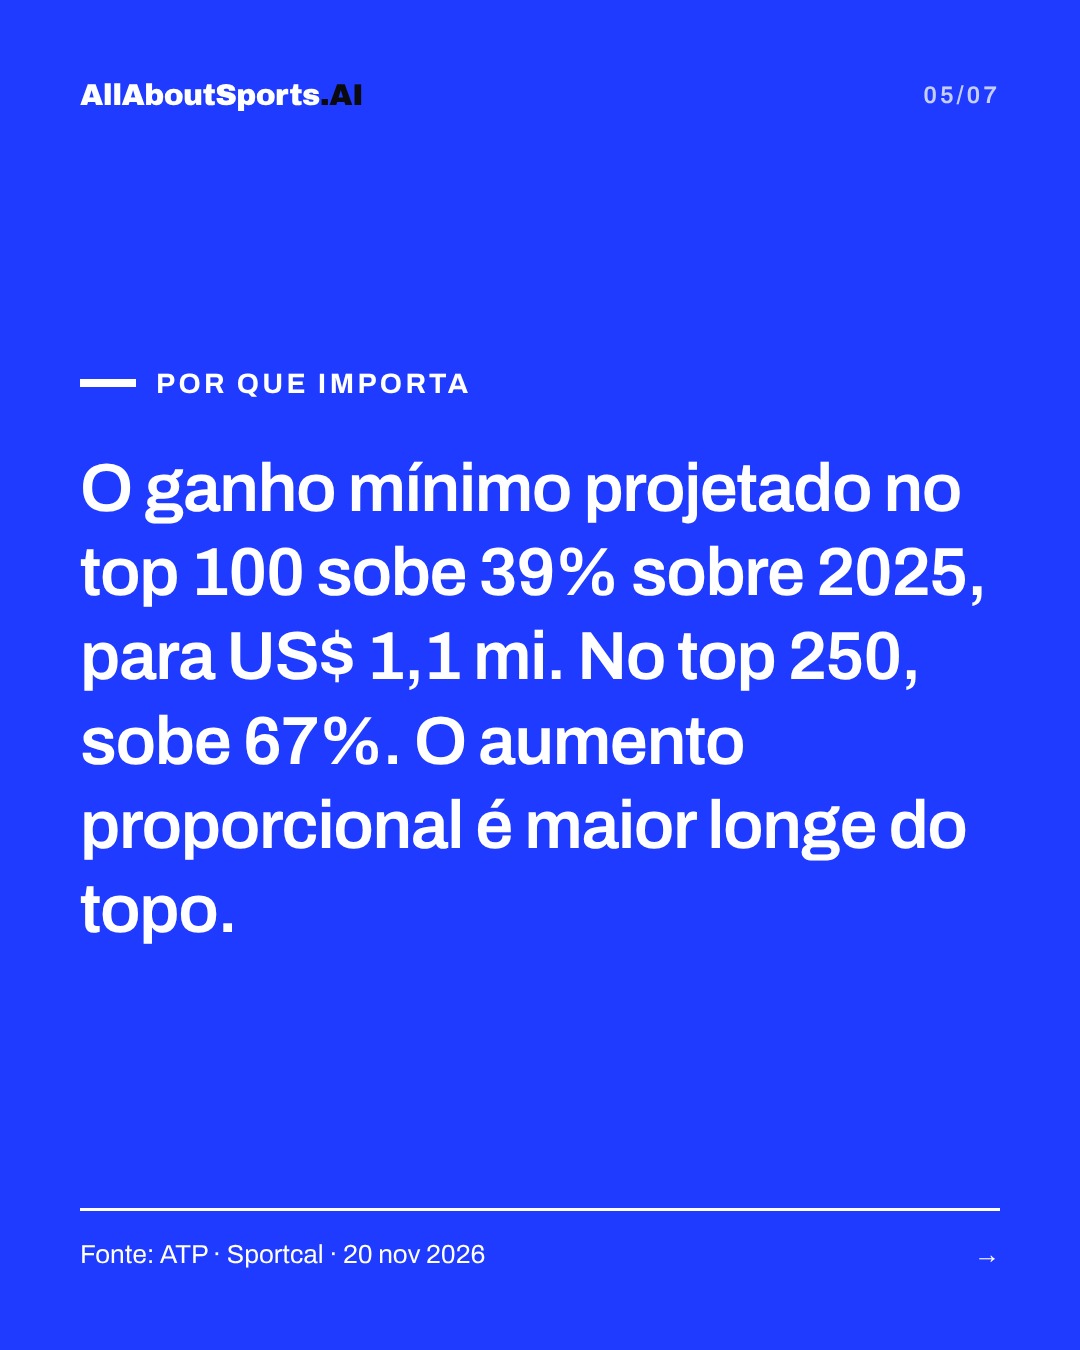 AllAboutSports.AI
05/07
POR QUE IMPORTA
O ganho mínimo projetado no
top 100 sobe 39% sobre 2025,
para US$ 1,1 mi. No top 250,
sobe 67%. O aumento
proporcional é maior longe do
topo.
Fonte: ATP · Sportcal · 20 nov 2026
→